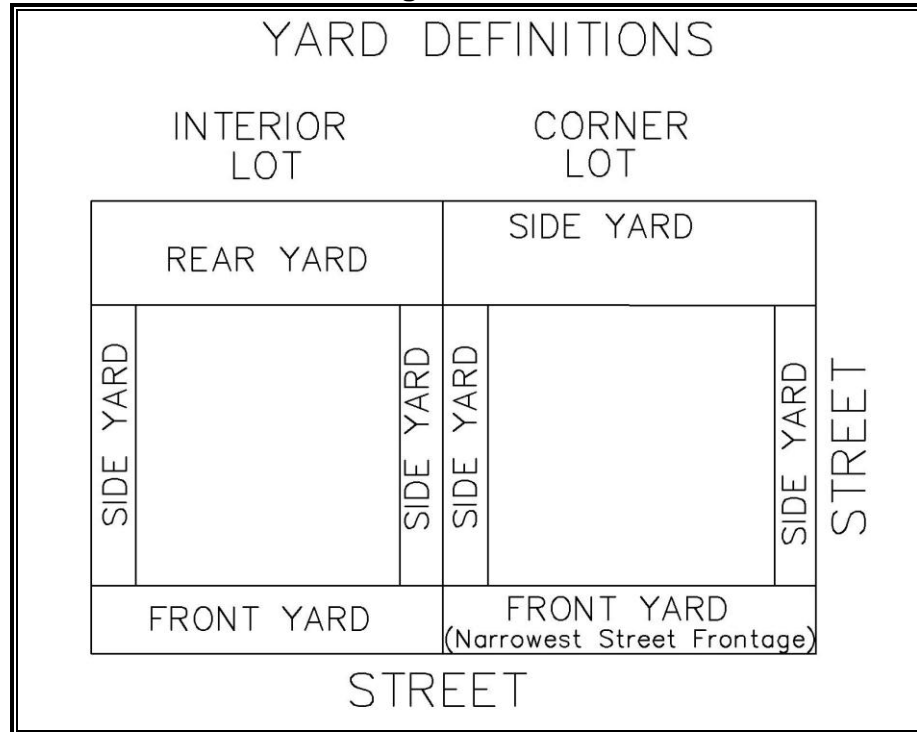 YARD DEFINITIONS
INTERIOR
LOT
CORNER
LOT
REAR YARD
SIDE YARD
SIDE YARD
SIDE YARD
SIDE YARD
SIDE YARD
STREET
FRONT YARD
FRONT YARD
(Narrowest Street Frontage)
STREET